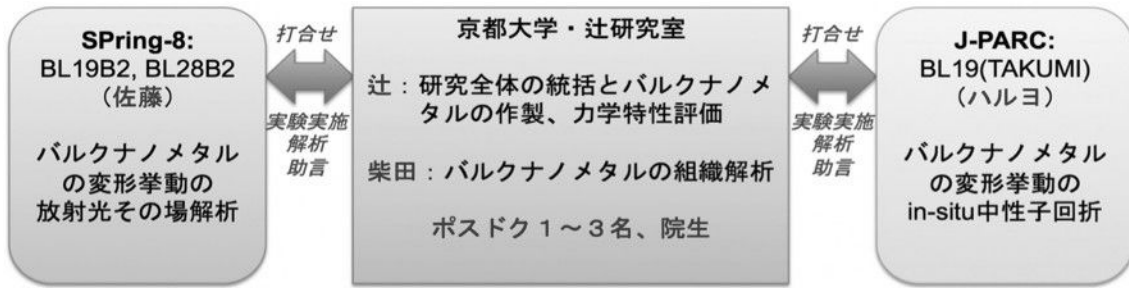 SPring-8:
BL19B2, BL28B2
（佐藤）
バルクナノメタル
の変形挙動の
放射光その場解析
打合せ
実験実施
解析
助言
京都大学・辻研究室
辻：研究全体の統括とバルクナノメ
タルの作製、力学特性評価
柴田：バルクナノメタルの組織解析
ポスドク１〜３名、院生
打合せ
実験実施
解析
助言
J-PARC:
BL19(TAKUMI)
（ハルヨ）
バルクナノメタル
の変形挙動の
in-situ中性子回折